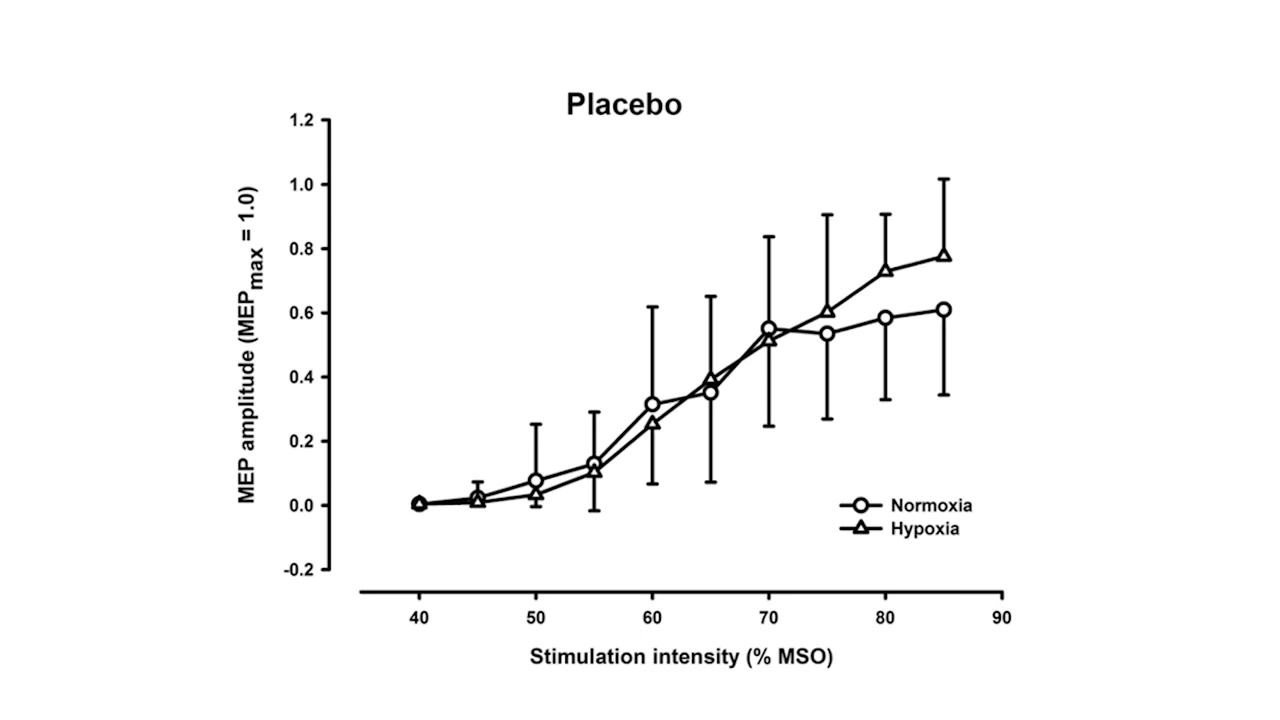 Placebo
1.2
1.0
0.8
0.6
0.4
0.2
0.0
-0.2
MEP amplitude (MEPmax = 1.0)
Normoxia
Hypoxia
40 50 60 70 80 90
Stimulation intensity (% MSO)